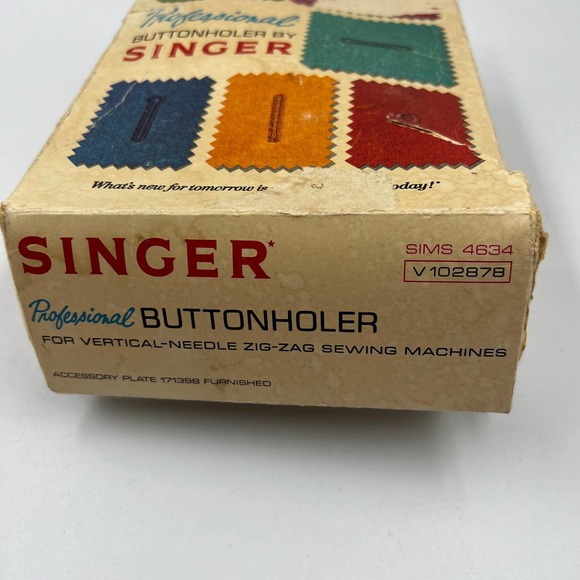 Professional
BUTTONHOLER BY
SINGER
What's new for tomorrow is oday!*
SINGER* SIMS 4634
V102878
Professional BUTTONHOLER
FOR VERTICAL-NEEDLE ZIG-ZAG SEWING MACHINES
ACCESSORY PLATE 171398 FURNISHED